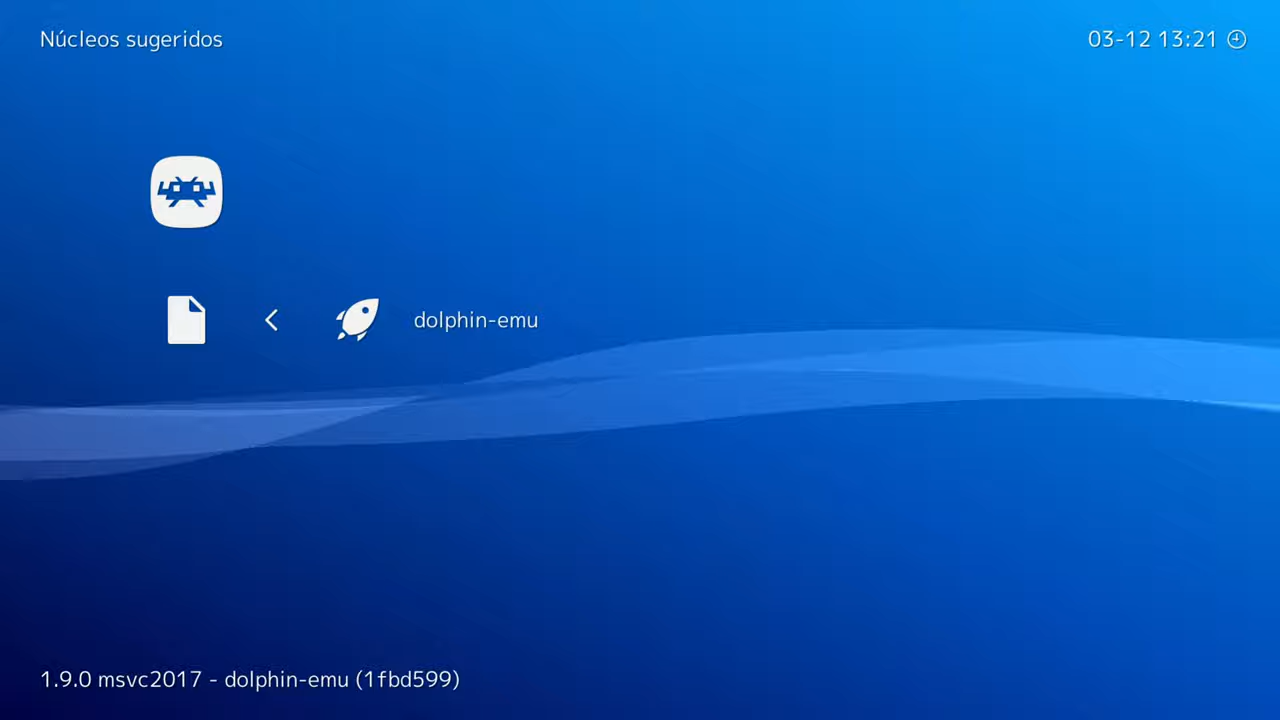 Núcleos sugeridos
03-12 13:21
dolphin-emu
1.9.0 msvc2017 - dolphin-emu (1fbd599)